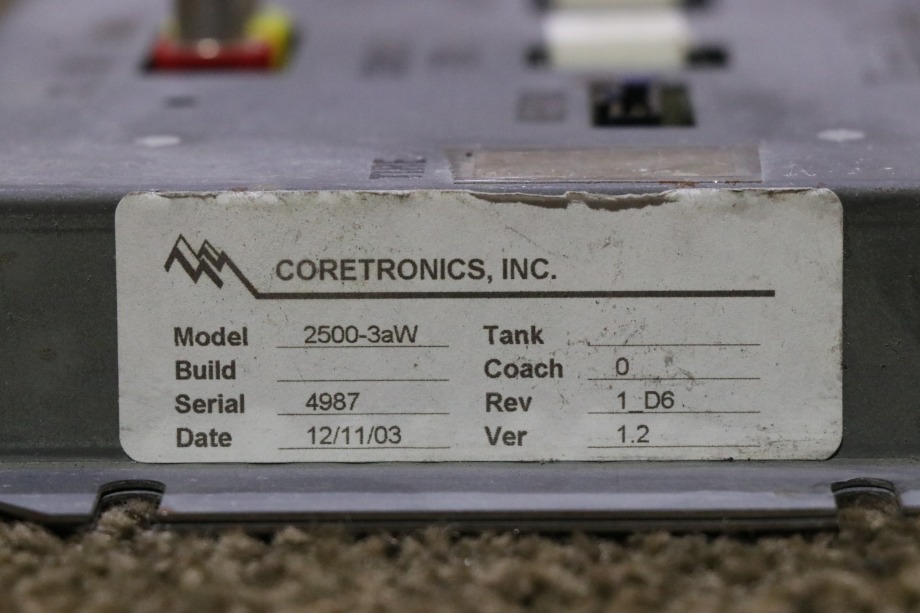 CORETRONICS, INC.
Model 2500-3aW Tank
Build Coach 0
Serial 4987 Rev 1_D6
Date 12/11/03 Ver 1.2